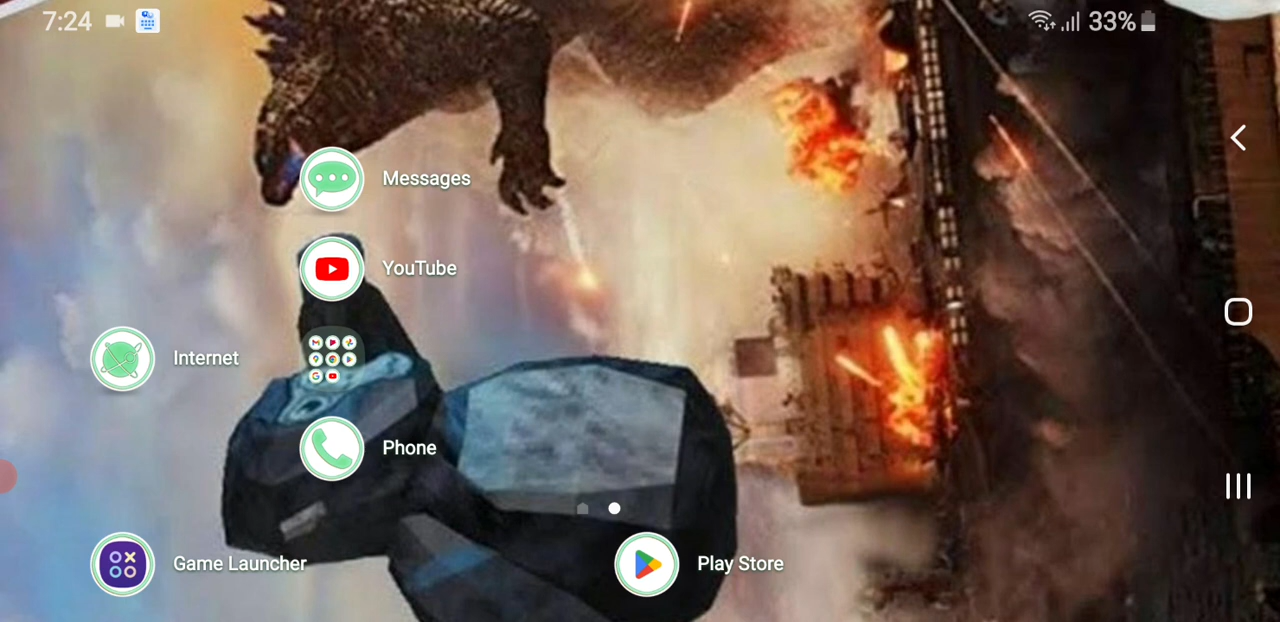 7:24
33%
Messages
YouTube
Internet
Phone
Game Launcher
Play Store